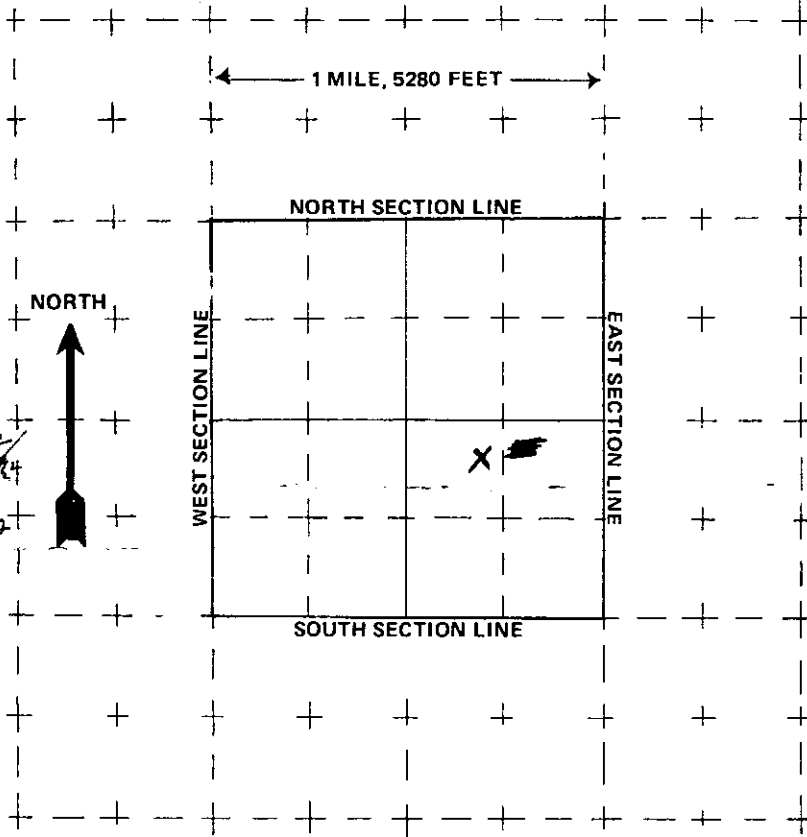 1 MILE, 5280 FEET
NORTH SECTION LINE
NORTH
WEST SECTION LINE
EAST SECTION LINE
X
SOUTH SECTION LINE